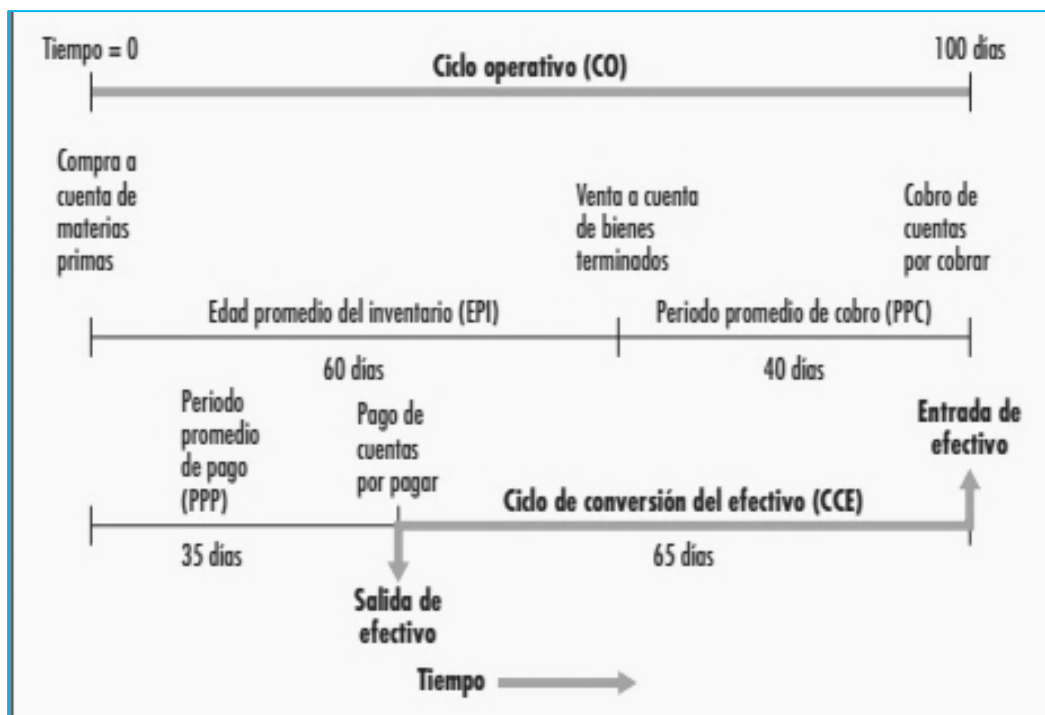 Tiempo = 0
100 días
Ciclo operativo (CO)
Compra a
cuenta de
materias
primas
Venta a cuenta
de bienes
terminados
Cobro de
cuentas
por cobrar
Edad promedio del inventario (EPI)
Periodo promedio de cobro (PPC)
60 días
40 días
Periodo
promedio
de pago
(PPP)
Pago de
cuentas
por pagar
Entrada de
efectivo
Ciclo de conversión del efectivo (CCE)
35 días
65 días
Salida de
efectivo
Tiempo